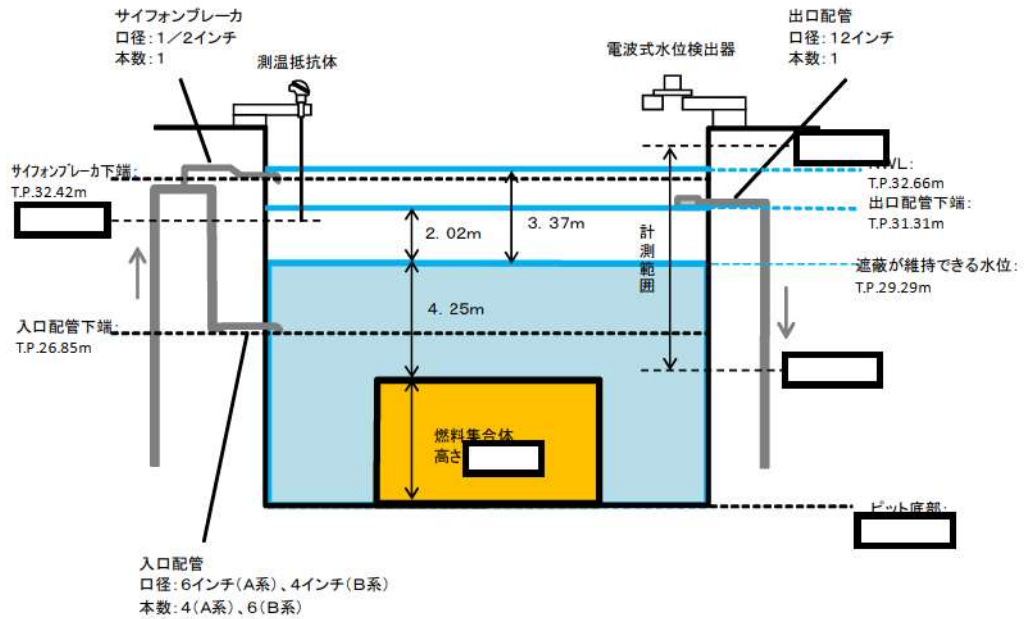 サイフォンブレーカ
口径：1／2インチ
本数：1
測温抵抗体
電波式水位検出器
出口配管
口径：12インチ
本数：1
サイフォンブレーカ下端：
T.P.32.42m
T.P.32.66m
出口配管下端：
T.P.31.31m
2．02m
3．37m
計測範囲
遮蔽が維持できる水位：
T.P.29.29m
4．25m
入口配管下端：
T.P.26.85m
燃料集合体
高さ
ピット底部：
入口配管
口径：6インチ（A系）、4インチ（B系）
本数：4（A系）、6（B系）